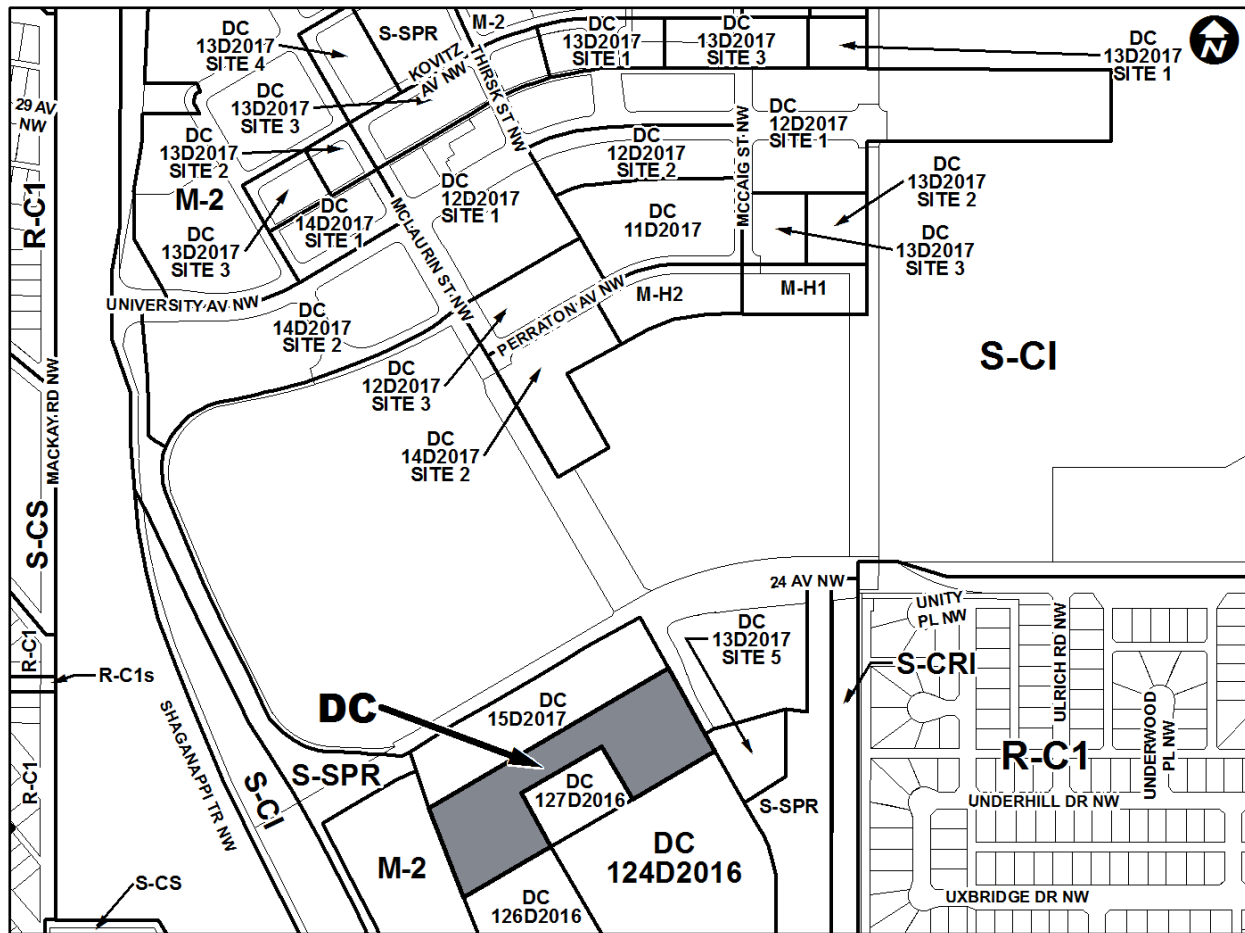 DC
13D2017
SITE 4
S-SPR
M-2
KOVITZ
AV NW
THIRSK ST NW
DC
13D2017
SITE 1
DC
13D2017
SITE 3
DC
13D2017
SITE 1
N
29 AV
NW
DC
13D2017
SITE 3
DC
13D2017
SITE 2
DC
12D2017
SITE 1
MCCAIG ST NW
DC
12D2017
SITE 2
DC
13D2017
SITE 2
R-C1
M-2
DC
14D2017
SITE 1
DC
12D2017
SITE 1
DC
11D2017
DC
13D2017
SITE 3
DC
13D2017
SITE 3
MCLAURIN ST NW
UNIVERSITY AV NW
M-H2
M-H1
PERRATON AV NW
DC
14D2017
SITE 2
S-CI
DC
12D2017
SITE 3
MACKAY RD NW
DC
14D2017
SITE 2
S-CS
24 AV NW
UNITY
PL NW
ULRICH RD NW
DC
13D2017
SITE 5
R-C1
R-C1s
S-CRI
DC
DC
15D2017
UNDERWOOD
PL NW
R-C1
SHAGANAPPI TR NW
S-CI
S-SPR
R-C1
DC
127D2016
S-SPR
UNDERHILL DR NW
M-2
DC
124D2016
S-CS
DC
126D2016
UXBRIDGE DR NW